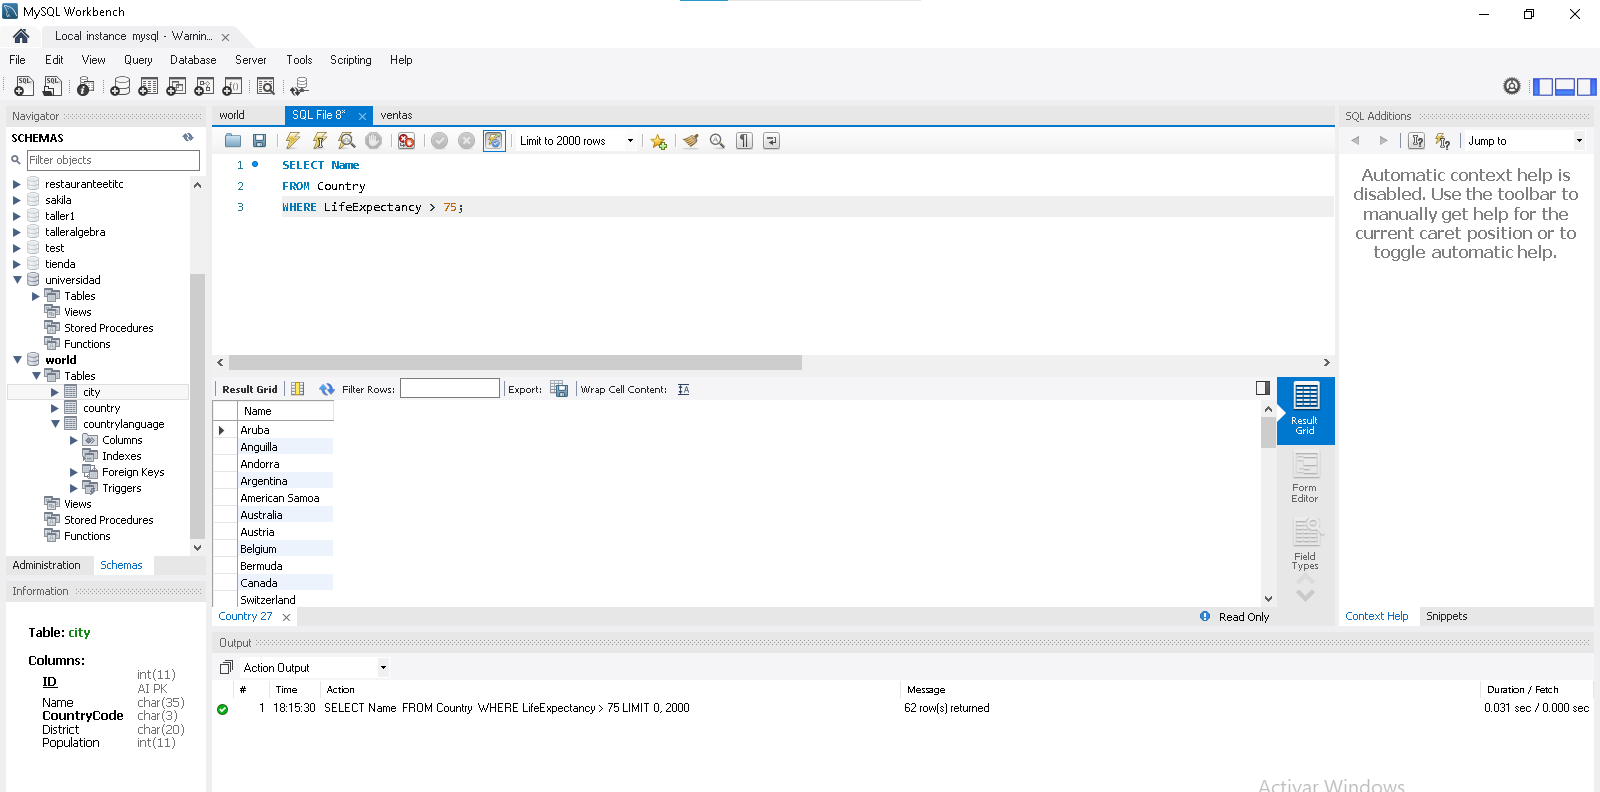 MySQL Workbench
Local instance mysql - Warnin...
File Edit View Query Database Server Tools Scripting Help
Navigator
SCHEMAS
Filter objects
restauranteetitc
sakila
taller1
talleralgebra
test
tienda
universidad
Tables
Views
Stored Procedures
Functions
world
Tables
city
country
countrylanguage
Columns
Indexes
Foreign Keys
Triggers
Views
Stored Procedures
Functions
Administration Schemas
Information
Table: city
Columns:
ID int(11) AI PK
Name char(35)
CountryCode char(3)
District char(20)
Population int(11)
world SQL File 8* ventas
Limit to 2000 rows
1 SELECT Name
2 FROM Country
3 WHERE LifeExpectancy > 75;
Result Grid Filter Rows: Export: Wrap Cell Content:
Name
Aruba
Anguilla
Andorra
Argentina
American Samoa
Australia
Austria
Belgium
Bermuda
Canada
Switzerland
Result Grid
Form Editor
Field Types
Country 27
Read Only
Output
Action Output
# Time Action Message Duration / Fetch
1 18:15:30 SELECT Name FROM Country WHERE LifeExpectancy > 75 LIMIT 0, 2000 62 row(s) returned 0.031 sec / 0.000 sec
SQL Additions
Jump to
Automatic context help is
disabled. Use the toolbar to
manually get help for the
current caret position or to
toggle automatic help.
Context Help Snippets
Activar Windows